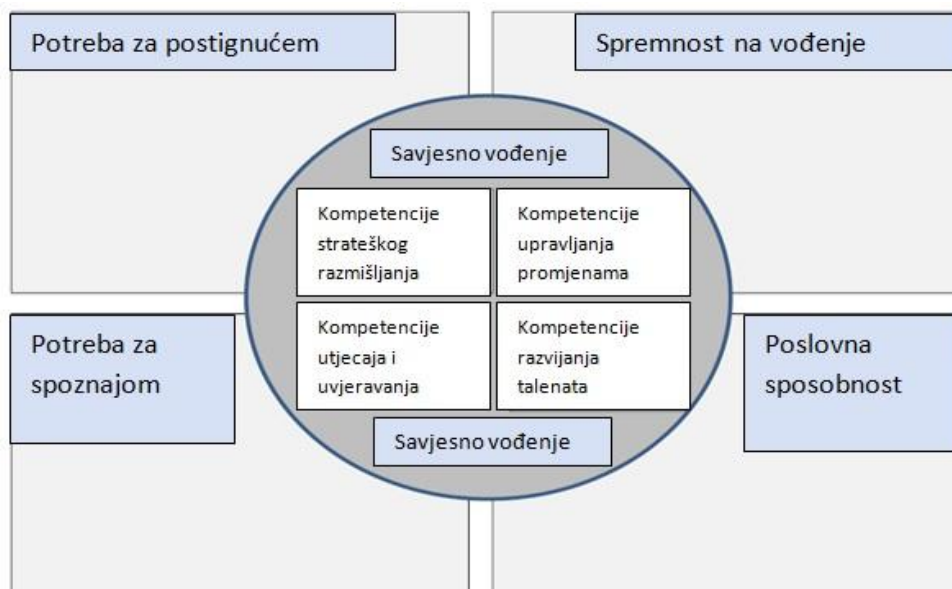 Potreba za postignućem
Spremnost na vođenje
Savjesno vođenje
Kompetencije
strateškog
razmišljanja
Kompetencije
upravljanja
promjenama
Potreba za
spoznajom
Kompetencije
utjecaja i
uvjeravanja
Kompetencije
razvijanja
talenata
Poslovna
sposobnost
Savjesno vođenje